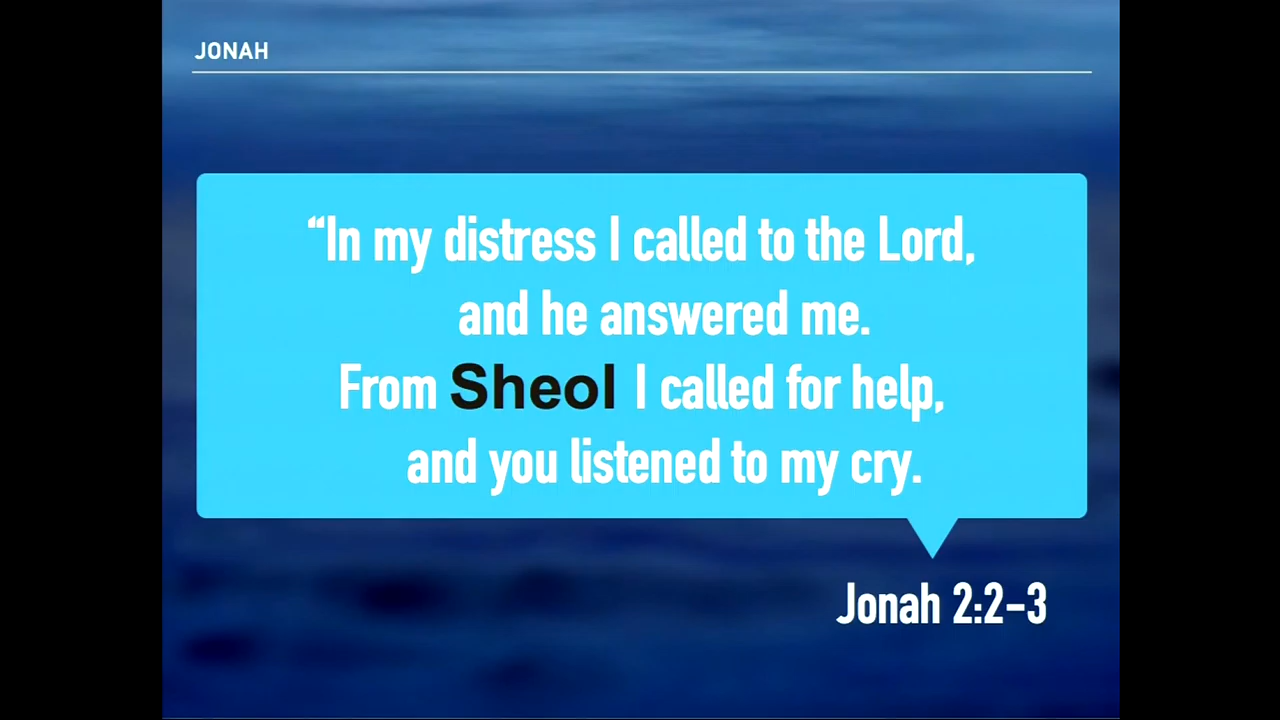 JONAH
“In my distress I called to the Lord,
and he answered me.
From Sheol I called for help,
and you listened to my cry.
Jonah 2:2–3